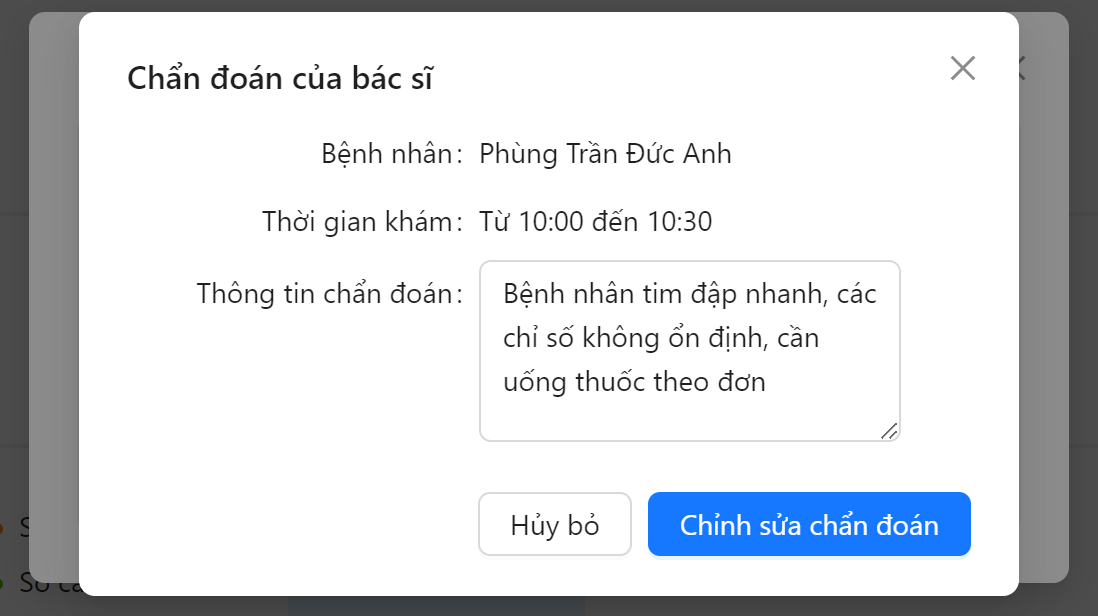 Chẩn đoán của bác sĩ
Bệnh nhân: Phùng Trần Đức Anh
Thời gian khám: Từ 10:00 đến 10:30
Thông tin chẩn đoán: Bệnh nhân tim đập nhanh, các
chỉ số không ổn định, cần
uống thuốc theo đơn
Hủy bỏ Chỉnh sửa chẩn đoán